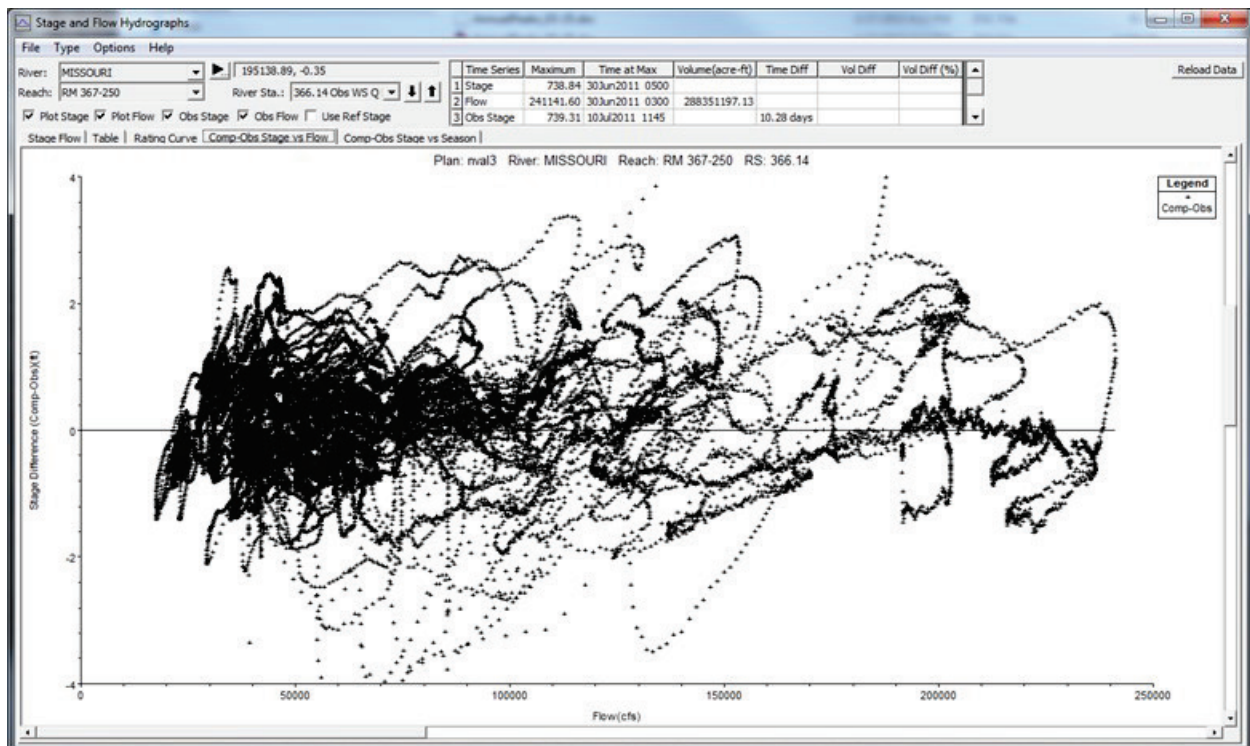 Stage and Flow Hydrographs
File Type Options Help
River: MISSOURI 195138.89, -0.35
Reach: RM 367-250 River Sta.: 366.14 Obs WS Q
Plot Stage Plot Flow Obs Stage Obs Flow Use Ref Stage
Time Series Maximum Time at Max Volume(acre-ft) Time Diff Vol Diff Vol Diff (%)
1 Stage 738.84 30Jun2011 0500
2 Flow 241141.60 30Jun2011 0300 288351197.13
3 Obs Stage 739.31 10Jul2011 1145 10.28 days
Reload Data
Stage Flow Table Rating Curve Comp-Obs Stage vs Flow Comp-Obs Stage vs Season
Plan: nval3 River: MISSOURI Reach: RM 367-250 RS: 366.14
Legend
Comp-Obs
4
2
0
-2
-4
Stage Difference (Comp-Obs)(ft)
0 50000 100000 150000 200000 250000
Flow(cfs)